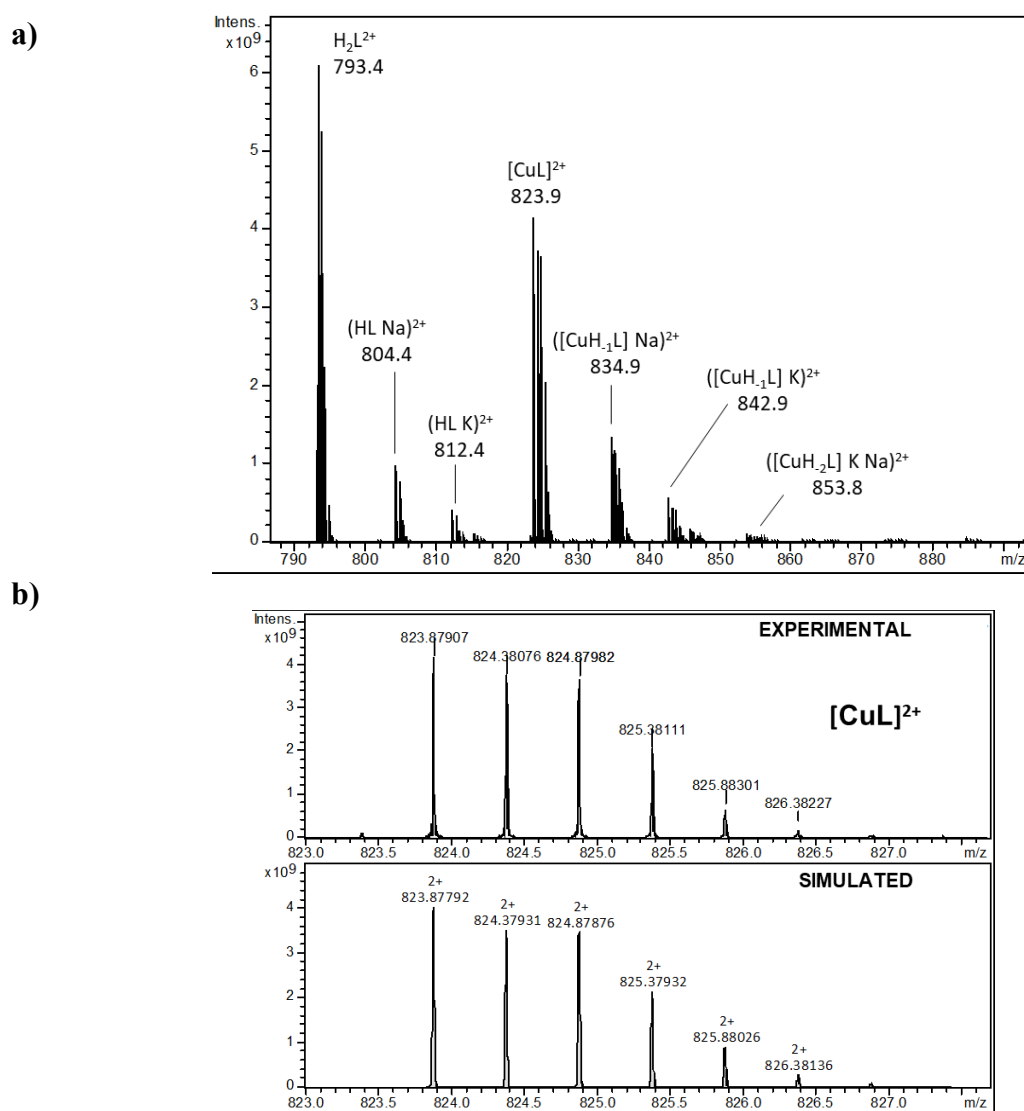 a)
Intens.
x10⁹
H₂L²⁺
793.4
6
5
[CuL]²⁺
823.9
4
3
(HL Na)²⁺
804.4
([CuH₋₁L] Na)²⁺
834.9
2
([CuH₋₁L] K)²⁺
842.9
(HL K)²⁺
812.4
([CuH₋₂L] K Na)²⁺
853.8
1
0
790 800 810 820 830 840 850 860 870 880 m/z
b)
Intens.
x10⁹
EXPERIMENTAL
823.87907
824.38076
824.87982
[CuL]²⁺
4
3
825.38111
2
825.88301
826.38227
1
0
823.0 823.5 824.0 824.5 825.0 825.5 826.0 826.5 827.0 m/z
x10⁹
SIMULATED
2+
823.87792
2+
824.37931
2+
824.87876
4
3
2+
825.37932
2
2+
825.88026
2+
826.38136
1
0
823.0 823.5 824.0 824.5 825.0 825.5 826.0 826.5 827.0 m/z